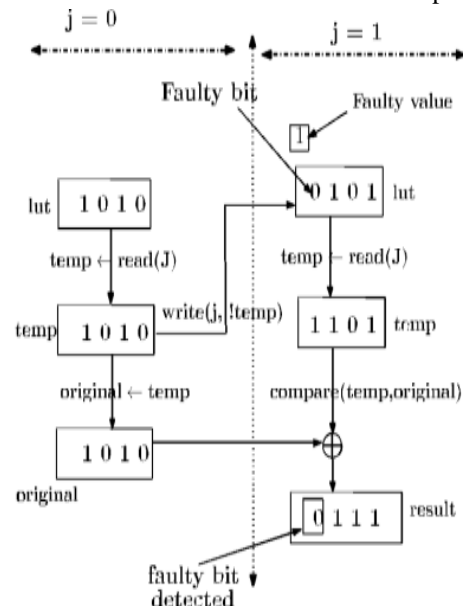 j = 0
j = 1
Faulty bit
Faulty value
1
lut 1 0 1 0
0 1 0 1 lut
temp ← read(J)
temp ← read(J)
temp 1 0 1 0
write(j, !temp)
1 1 0 1 temp
original ← temp
compare(temp,original)
1 0 1 0
original
0 1 1 1 result
faulty bit
detected